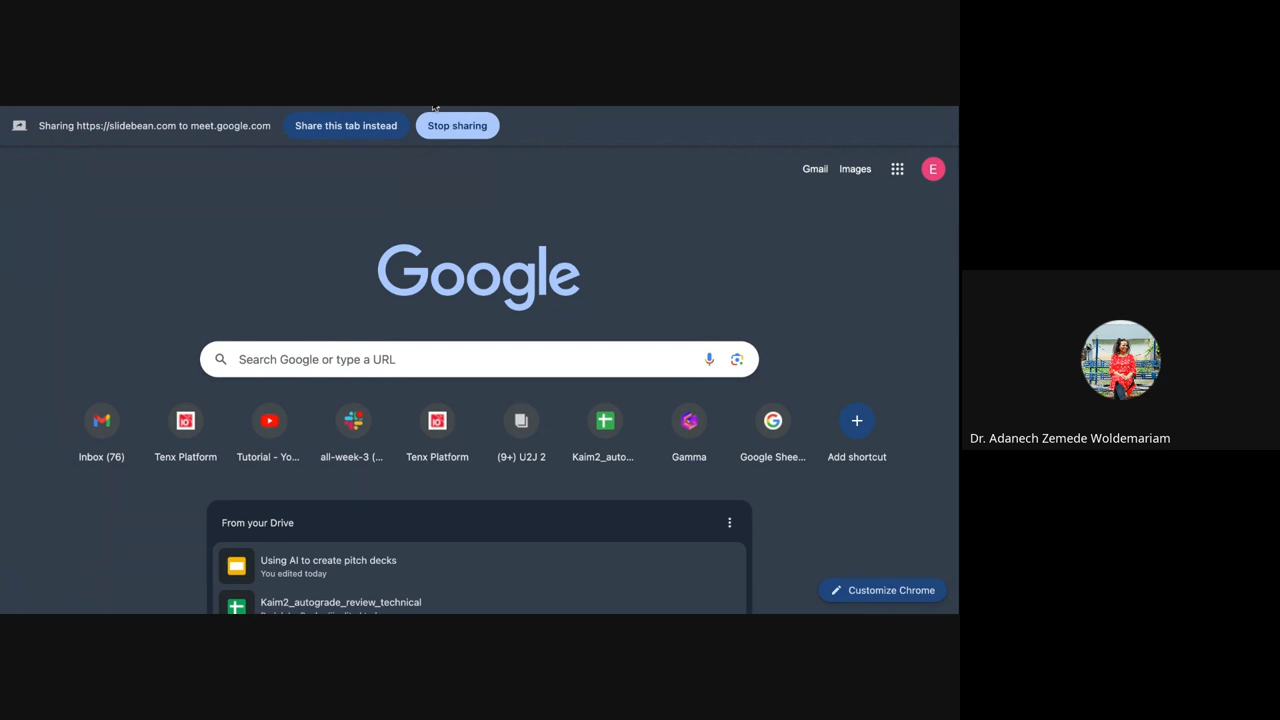 Sharing https://slidebean.com to meet.google.com
Share this tab instead
Stop sharing
Gmail
Images
E
Google
Search Google or type a URL
Inbox (76)
Tenx Platform
Tutorial - Yo...
all-week-3 (...
Tenx Platform
(9+) U2J 2
Kaim2_auto...
Gamma
Google Shee...
Add shortcut
From your Drive
Using AI to create pitch decks
You edited today
Kaim2_autograde_review_technical
Customize Chrome
Dr. Adanech Zemede Woldemariam